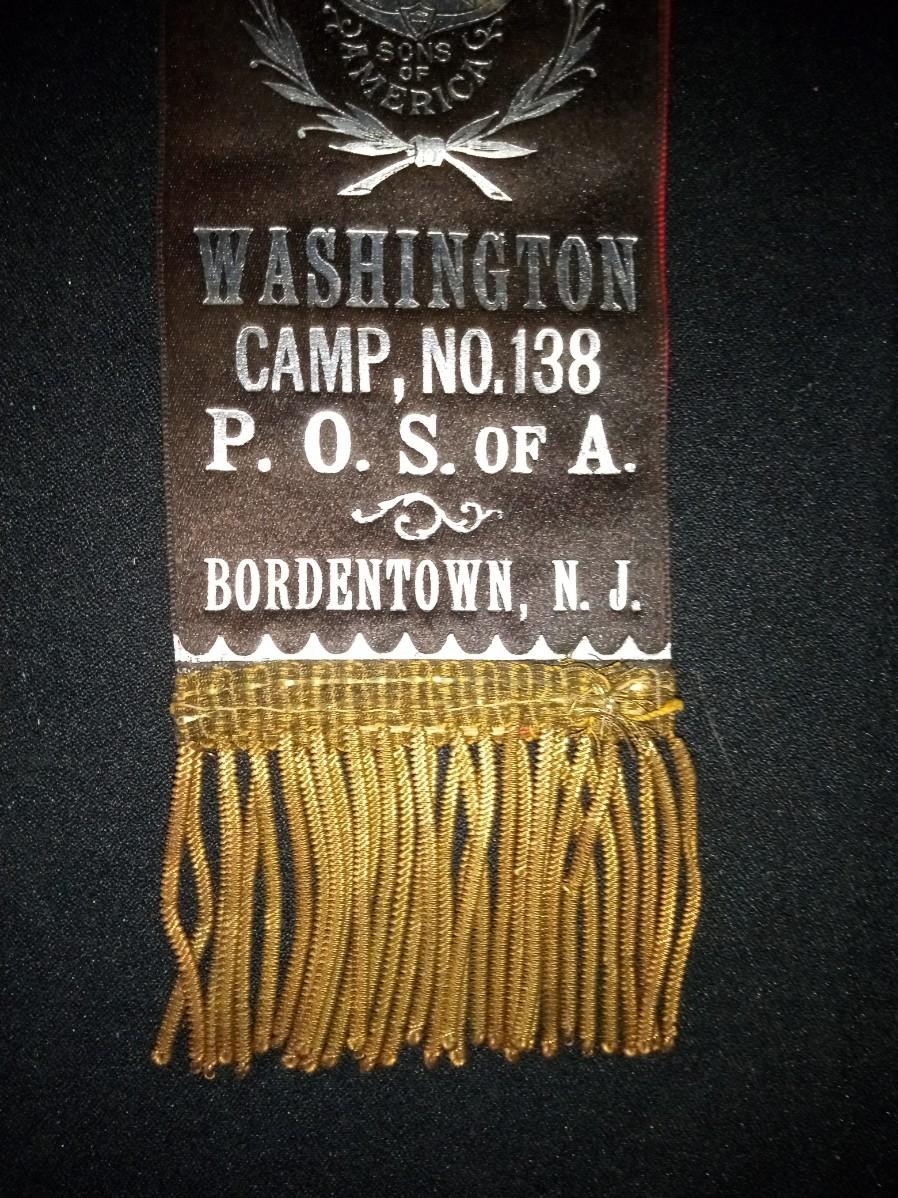 SONS
OF
AMERICA
WASHINGTON
CAMP, NO. 138
P. O. S. OF A.
BORDENTOWN, N. J.